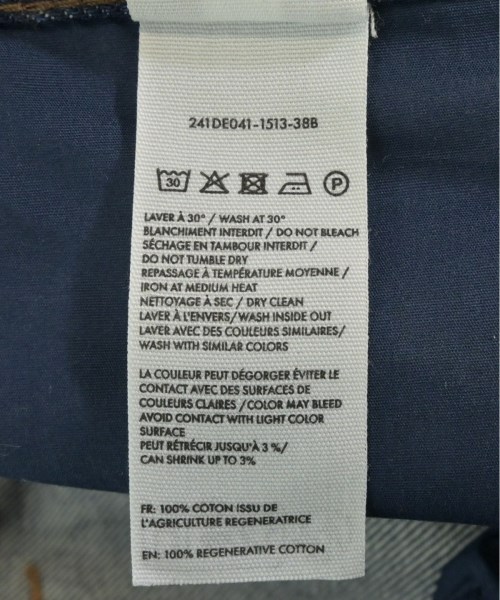 241DE041-1513-38B
30 P
LAVER À 30° / WASH AT 30°
BLANCHIMENT INTERDIT / DO NOT BLEACH
SÉCHAGE EN TAMBOUR INTERDIT /
DO NOT TUMBLE DRY
REPASSAGE À TEMPÉRATURE MOYENNE /
IRON AT MEDIUM HEAT
NETTOYAGE À SEC / DRY CLEAN
LAVER À L'ENVERS/WASH INSIDE OUT
LAVER AVEC DES COULEURS SIMILAIRES/
WASH WITH SIMILAR COLORS
LA COULEUR PEUT DÉGORGER ÉVITER LE
CONTACT AVEC DES SURFACES DE
COULEURS CLAIRES /COLOR MAY BLEED
AVOID CONTACT WITH LIGHT COLOR
SURFACE
PEUT RÉTRÉCIR JUSQU'À 3 %/
CAN SHRINK UP TO 3%
FR: 100% COTON ISSU DE
L'AGRICULTURE REGENERATRICE
EN: 100% REGENERATIVE COTTON